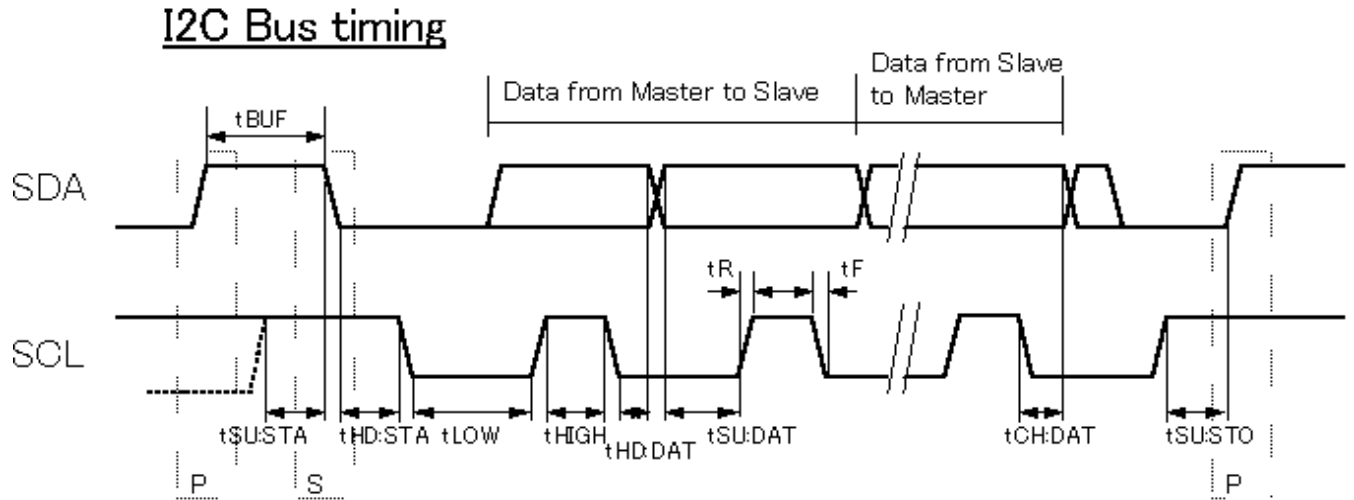 I2C Bus timing
Data from Master to Slave
Data from Slave
to Master
tBUF
SDA
tR
tF
SCL
tSU:STA
tHD:STA
tLOW
tHIGH
tHD:DAT
tSU:DAT
tCH:DAT
tSU:STO
P
S
P